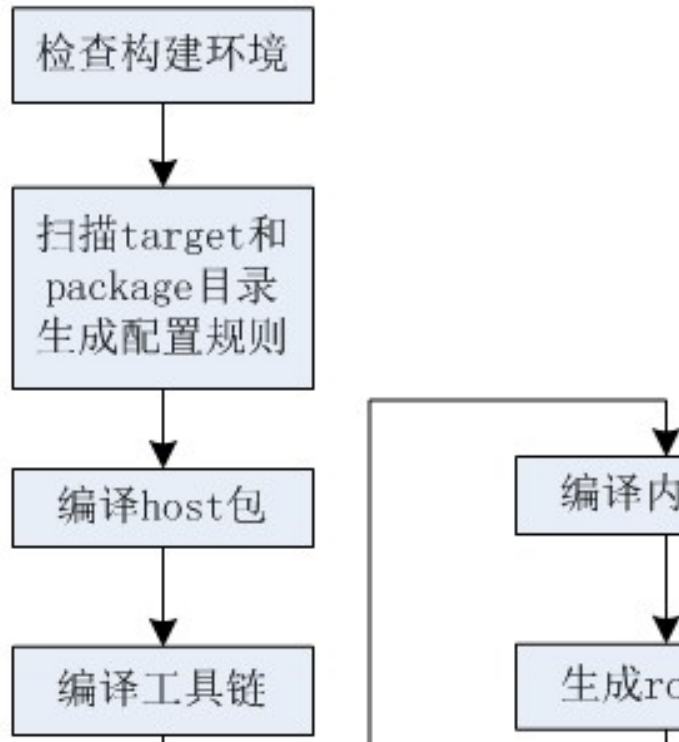 检查构建环境
扫描target和
package目录
生成配置规则
编译host包
编译工具链
编译内
生成ro